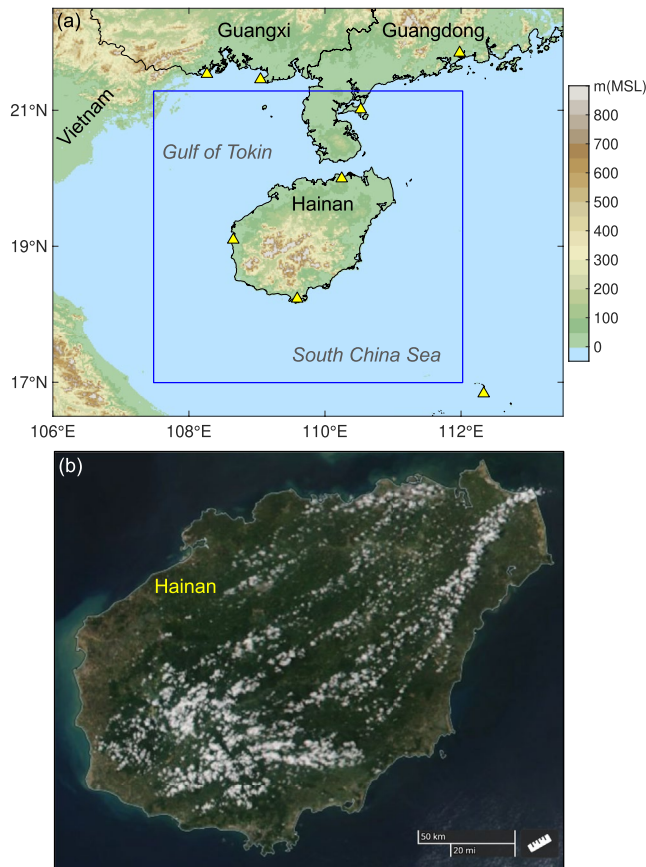 (a)
Guangxi
Guangdong
m(MSL)
800
700
600
500
400
300
200
100
0
21°N
19°N
17°N
Vietnam
Gulf of Tokin
Hainan
South China Sea
106°E
108°E
110°E
112°E
(b)
Hainan
50 km
20 mi